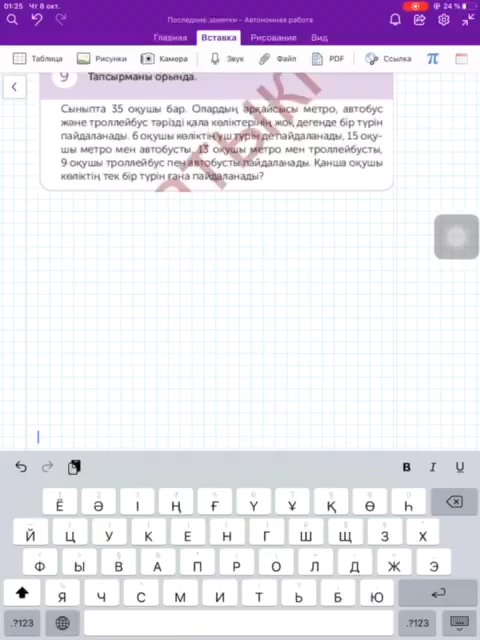 01:25 Чт 8 окт. 24 %
Последние заметки – Автономная работа
Главная Вставка Рисование Вид
Таблица Рисунки Камера Звук Файл PDF Ссылка π
9 Тапсырманы орында.
Сыныпта 35 оқушы бар. Олардың әрқайсысы метро, автобус
және троллейбус тәрізді қала көліктерінің жоқ дегенде бір түрін
пайдаланады. 6 оқушы көліктің үш түрін де пайдаланады, 15 оқу-
шы метро мен автобусты, 13 оқушы метро мен троллейбусты,
9 оқушы троллейбус пен автобусты пайдаланады. Қанша оқушы
көліктің тек бір түрін ғана пайдаланады?
B I U
Ё Ә І Ң Ғ Ү Ұ Қ Ө Һ
Й Ц У К Е Н Г Ш Щ З Х
Ф Ы В А П Р О Л Д Ж Э
Я Ч С М И Т Ь Б Ю
.?123 .?123